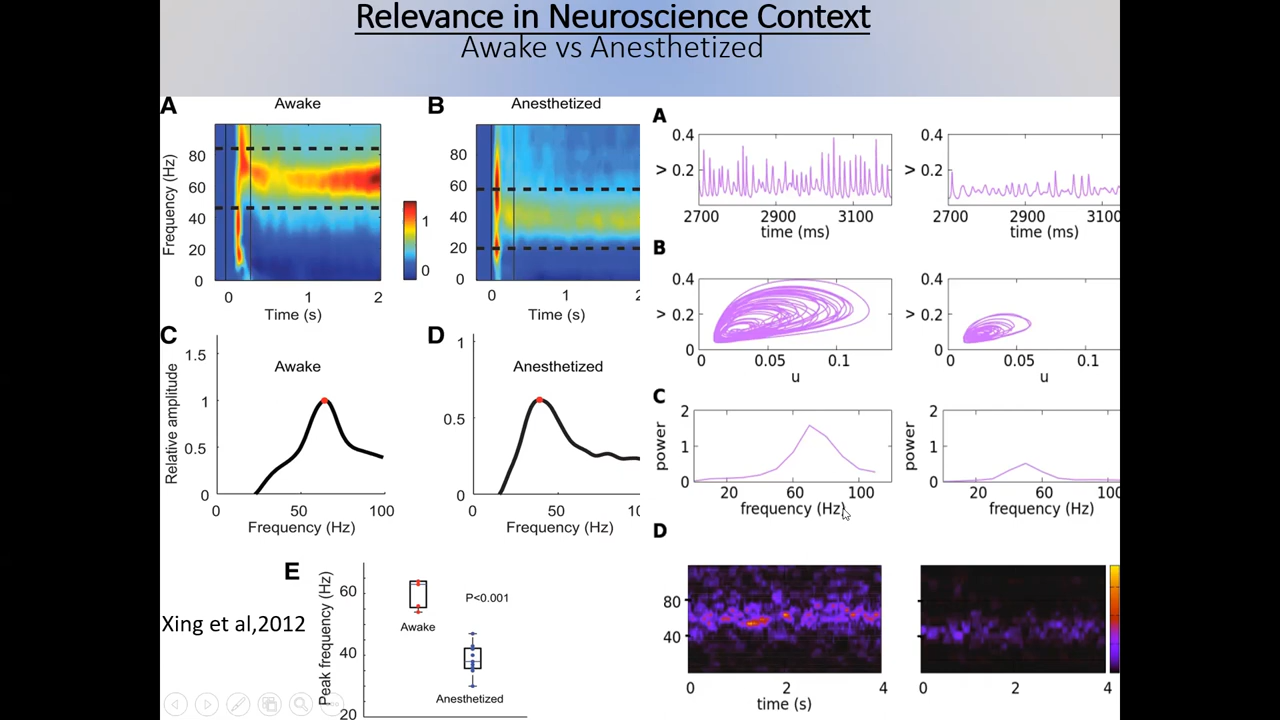 Relevance in Neuroscience Context
Awake vs Anesthetized
A
Awake
Frequency (Hz)
80
60
40
20
0
0
1
2
Time (s)
1
0
B
Anesthetized
80
60
40
20
0
0
1
2
Time (s)
C
Awake
Relative amplitude
1.5
1
0.5
0
0
50
100
Frequency (Hz)
D
Anesthetized
1
0.5
0
0
50
Frequency (Hz)
E
Peak frequency (Hz)
60
40
20
P<0.001
Awake
Anesthetized
Xing et al,2012
A
v
0.4
0.2
2700 2900 3100
time (ms)
v
0.4
0.2
2700 2900 3100
time (ms)
B
v
0.4
0.2
0
0
0.05
0.1
u
v
0.4
0.2
0
0
0.05
0.1
u
C
power
2
1
0
20
60
100
frequency (Hz)
power
2
1
0
20
60
100
frequency (Hz)
D
80
40
0
2
4
time (s)
0
2
4